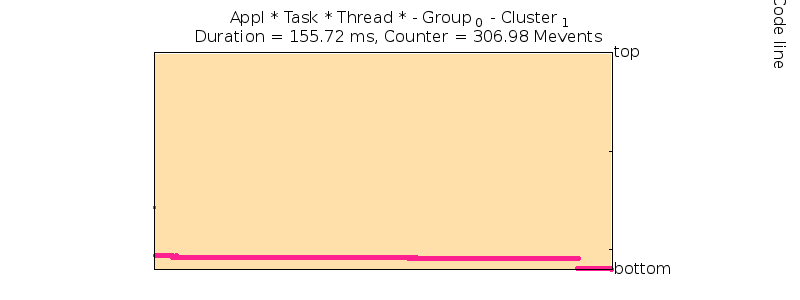 Appl * Task * Thread * - Group 0 - Cluster 1
Duration = 155.72 ms, Counter = 306.98 Mevents
top
Code line
bottom